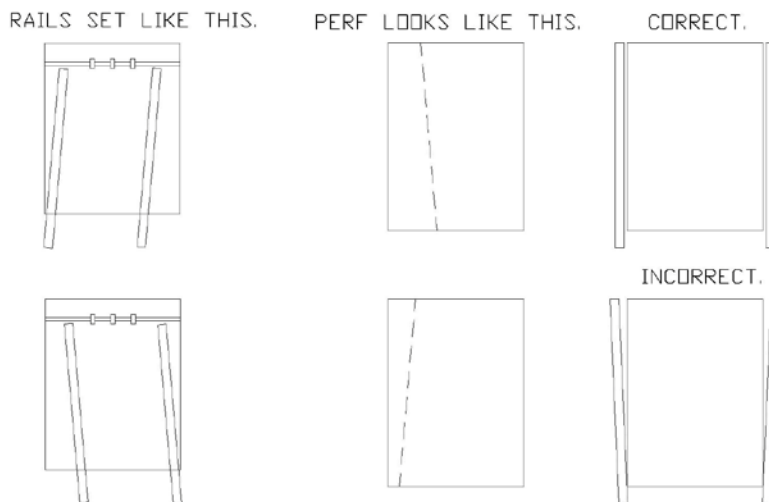 RAILS SET LIKE THIS.
PERF LOOKS LIKE THIS.
CORRECT.
INCORRECT.